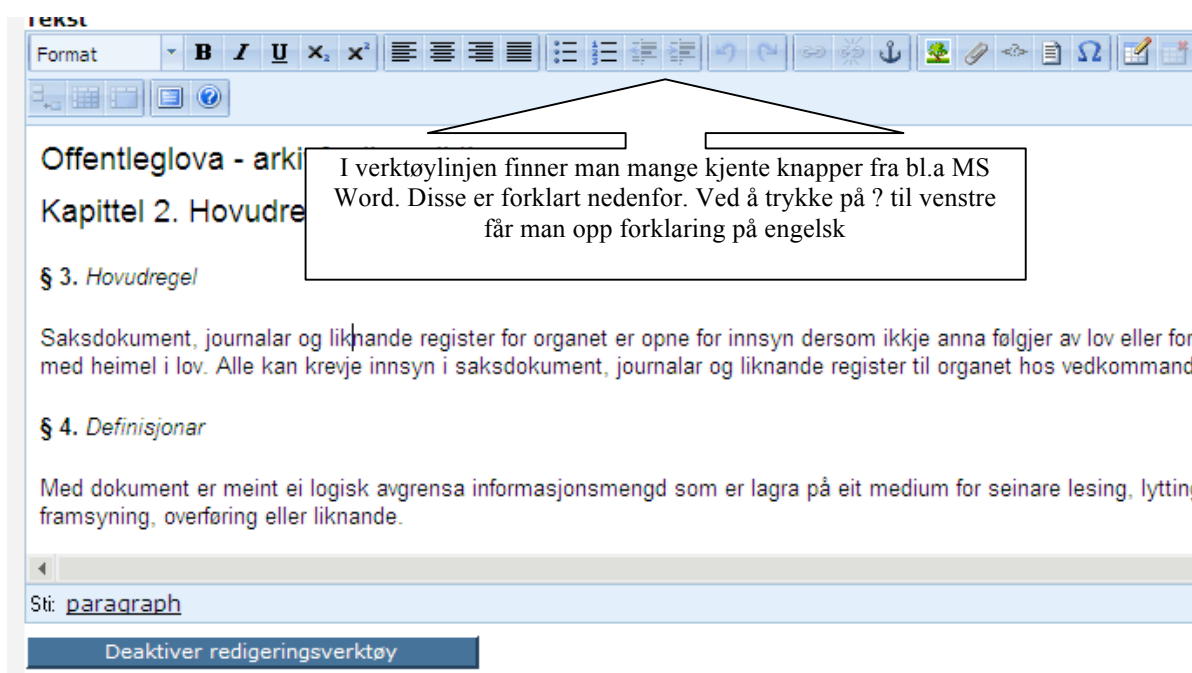 Tekst
Format B I U x₂ x²
Offentleglova - arki
Kapittel 2. Hovudre
I verktøylinjen finner man mange kjente knapper fra bl.a MS
Word. Disse er forklart nedenfor. Ved å trykke på ? til venstre
får man opp forklaring på engelsk
§ 3. Hovudregel
Saksdokument, journalar og liknande register for organet er opne for innsyn dersom ikkje anna følgjer av lov eller for
med heimel i lov. Alle kan krevje innsyn i saksdokument, journalar og liknande register til organet hos vedkommand
§ 4. Definisjonar
Med dokument er meint ei logisk avgrensa informasjonsmengd som er lagra på eit medium for seinare lesing, lytting
framsyning, overføring eller liknande.
Sti: paragraph
Deaktiver redigeringsverktøy